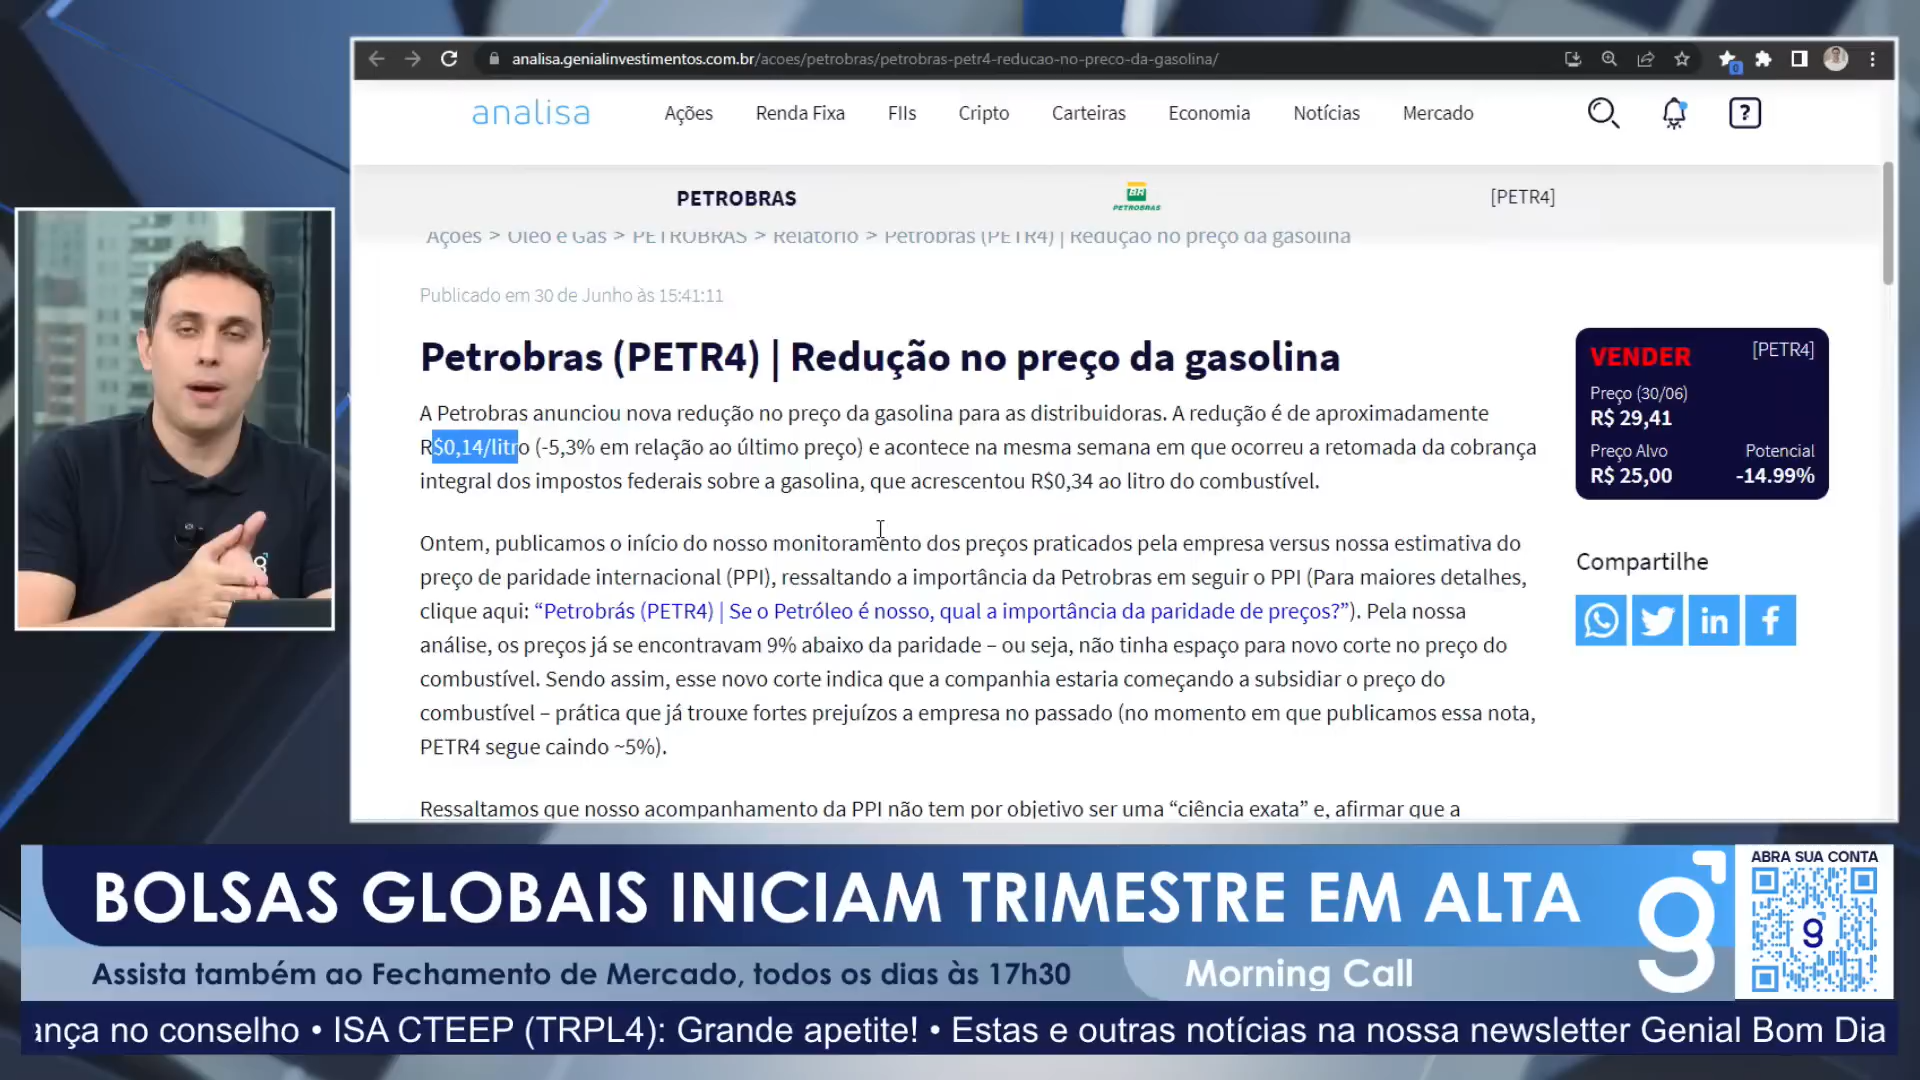 analisa.genialinvestimentos.com.br/acoes/petrobras/petrobras-petr4-reducao-no-preco-da-gasolina/
analisa
Ações Renda Fixa FIIs Cripto Carteiras Economia Notícias Mercado
?
PETROBRAS
BR
PETROBRAS
[PETR4]
Ações > Óleo e Gás > PETROBRAS > Relatório > Petrobras (PETR4) | Redução no preço da gasolina
Publicado em 30 de Junho às 15:41:11
Petrobras (PETR4) | Redução no preço da gasolina
A Petrobras anunciou nova redução no preço da gasolina para as distribuidoras. A redução é de aproximadamente
R$0,14/litro (-5,3% em relação ao último preço) e acontece na mesma semana em que ocorreu a retomada da cobrança
integral dos impostos federais sobre a gasolina, que acrescentou R$0,34 ao litro do combustível.
Ontem, publicamos o início do nosso monitoramento dos preços praticados pela empresa versus nossa estimativa do
preço de paridade internacional (PPI), ressaltando a importância da Petrobras em seguir o PPI (Para maiores detalhes,
clique aqui: “Petrobrás (PETR4) | Se o Petróleo é nosso, qual a importância da paridade de preços?”). Pela nossa
análise, os preços já se encontravam 9% abaixo da paridade – ou seja, não tinha espaço para novo corte no preço do
combustível. Sendo assim, esse novo corte indica que a companhia estaria começando a subsidiar o preço do
combustível – prática que já trouxe fortes prejuízos a empresa no passado (no momento em que publicamos essa nota,
PETR4 segue caindo ~5%).
Ressaltamos que nosso acompanhamento da PPI não tem por objetivo ser uma “ciência exata” e, afirmar que a
VENDER [PETR4]
Preço (30/06)
R$ 29,41
Preço Alvo Potencial
R$ 25,00 -14.99%
Compartilhe
BOLSAS GLOBAIS INICIAM TRIMESTRE EM ALTA
Assista também ao Fechamento de Mercado, todos os dias às 17h30
Morning Call
g
ABRA SUA CONTA
g
ança no conselho • ISA CTEEP (TRPL4): Grande apetite! • Estas e outras notícias na nossa newsletter Genial Bom Dia